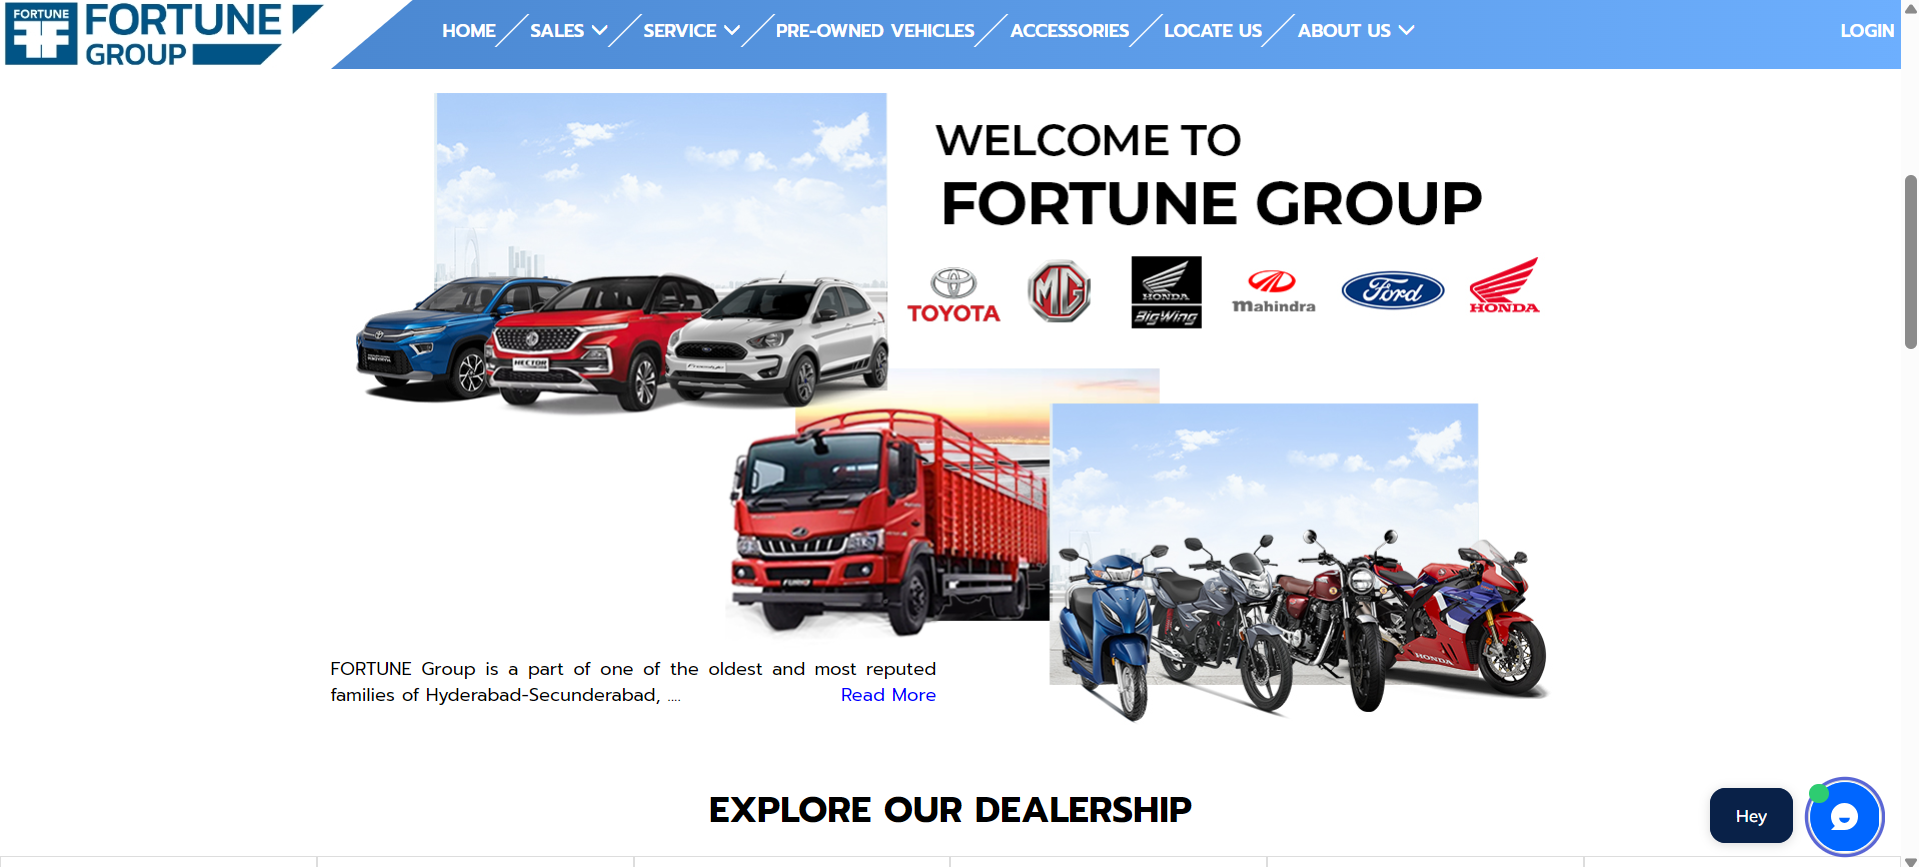 FORTUNE
FORTUNE
GROUP
HOME
SALES
SERVICE
PRE-OWNED VEHICLES
ACCESSORIES
LOCATE US
ABOUT US
LOGIN
WELCOME TO
FORTUNE GROUP
TOYOTA
MG
HONDA
BigWing
Mahindra
Ford
HONDA
HECTOR
Freestyle
FURIO
HONDA
FORTUNE Group is a part of one of the oldest and most reputed
families of Hyderabad-Secunderabad, ....
Read More
EXPLORE OUR DEALERSHIP
Hey